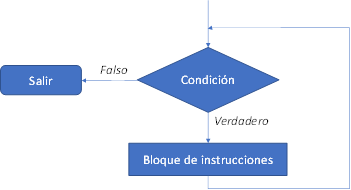 Falso
Salir
Condición
Verdadero
Bloque de instrucciones